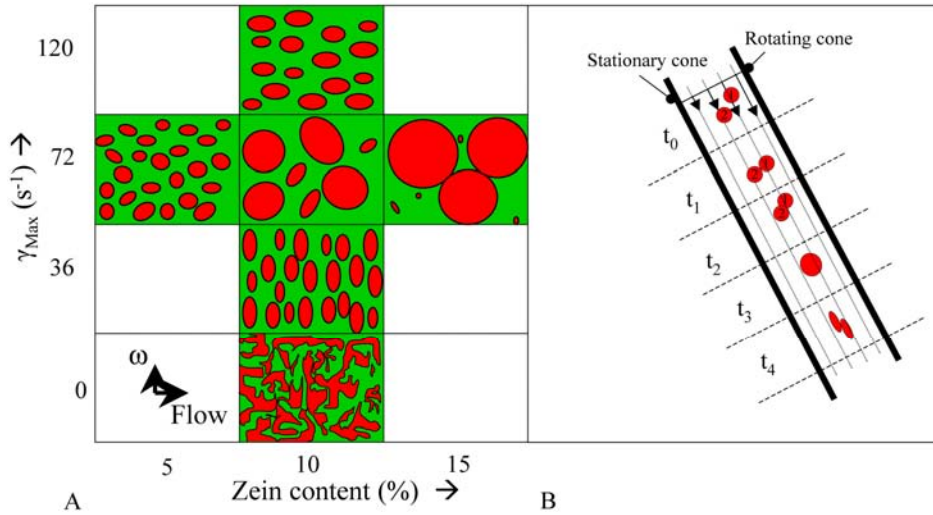 120
72
36
0
γ̇Max (s⁻¹) →
ω
Flow
5
10
15
Zein content (%) →
A
Stationary cone
Rotating cone
1
2
t₀
1
2
t₁
1
2
t₂
t₃
t₄
B